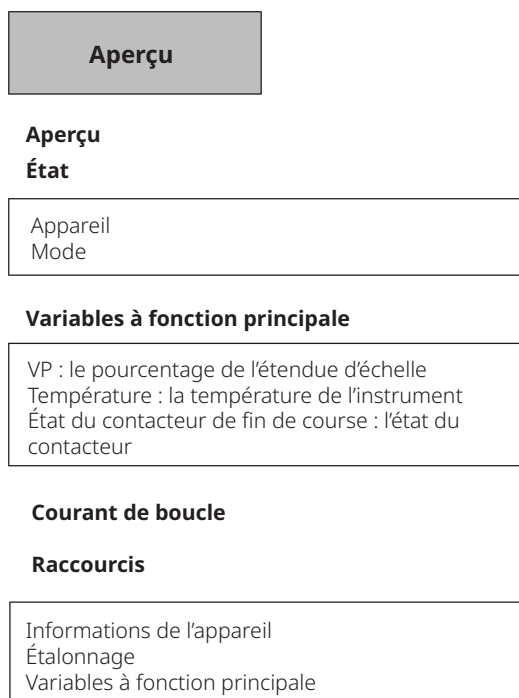 Aperçu
Aperçu
État
Appareil
Mode
Variables à fonction principale
VP : le pourcentage de l’étendue d’échelle
Température : la température de l’instrument
État du contacteur de fin de course : l’état du
contacteur
Courant de boucle
Raccourcis
Informations de l’appareil
Étalonnage
Variables à fonction principale